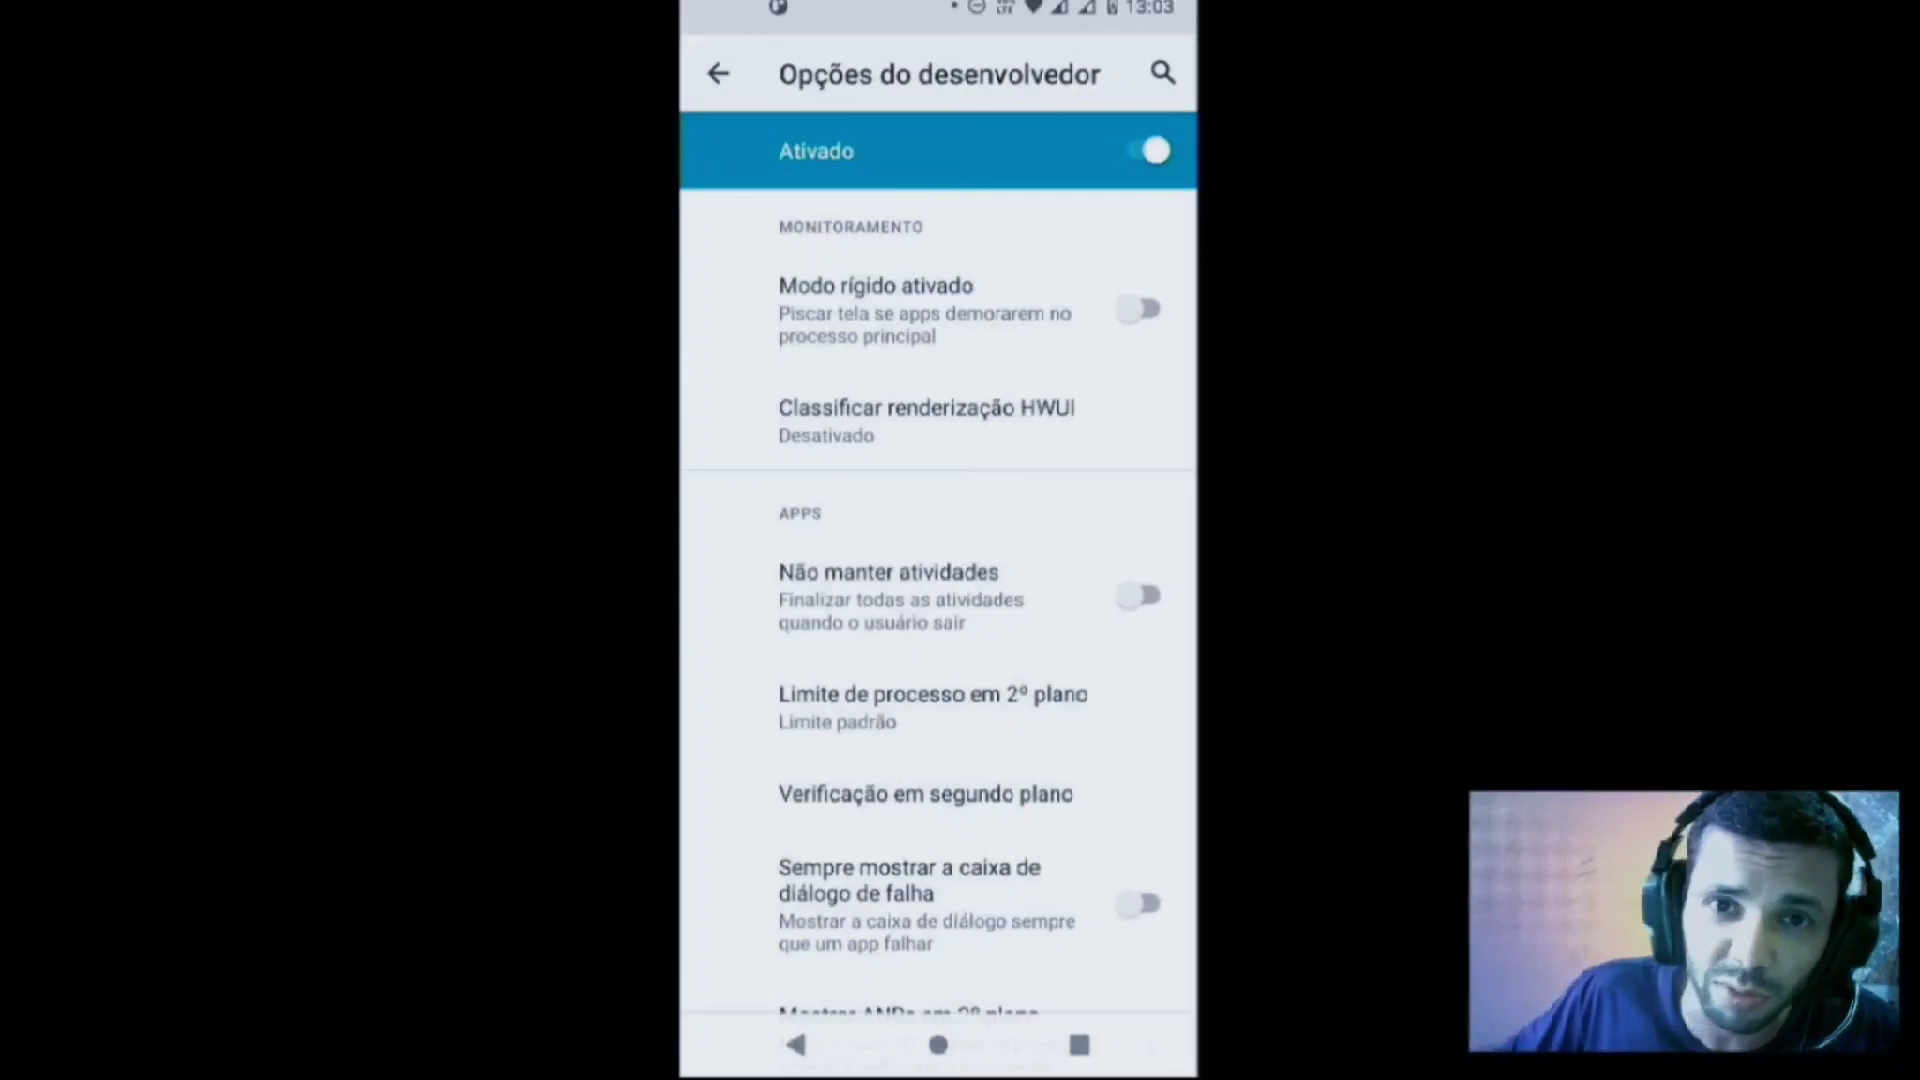 13:03
Opções do desenvolvedor
Ativado
MONITORAMENTO
Modo rígido ativado
Piscar tela se apps demorarem no
processo principal
Classificar renderização HWUI
Desativado
APPS
Não manter atividades
Finalizar todas as atividades
quando o usuário sair
Limite de processo em 2º plano
Limite padrão
Verificação em segundo plano
Sempre mostrar a caixa de
diálogo de falha
Mostrar a caixa de diálogo sempre
que um app falhar